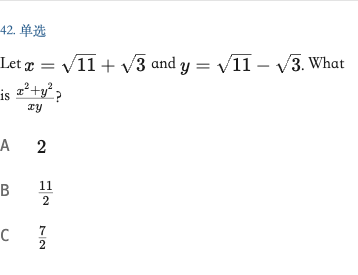 42. 单选
Let x = √11 + √3 and y = √11 − √3. What
is (x²+y²)/(xy)?
A 2
B 11/2
C 7/2